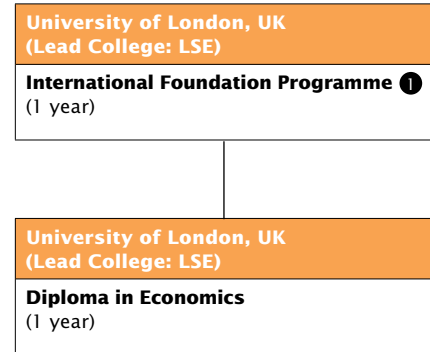 University of London, UK
(Lead College: LSE)
International Foundation Programme ❶
(1 year)
University of London, UK
(Lead College: LSE)
Diploma in Economics
(1 year)